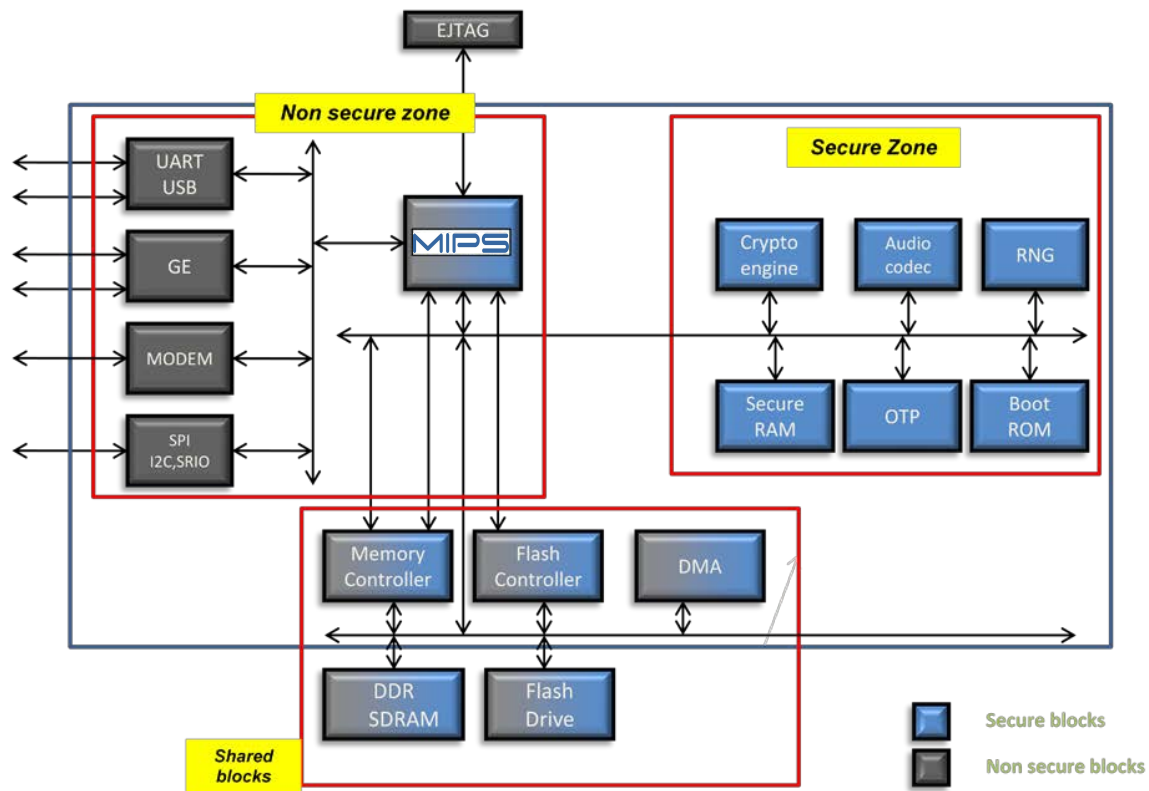 EJTAG
Non secure zone
Secure Zone
UART
USB
MIPS
GE
MODEM
SPI
I2C,SRIO
Crypto
engine
Audio
codec
RNG
Secure
RAM
OTP
Boot
ROM
Memory
Controller
Flash
Controller
DMA
DDR
SDRAM
Flash
Drive
Shared
blocks
Secure blocks
Non secure blocks